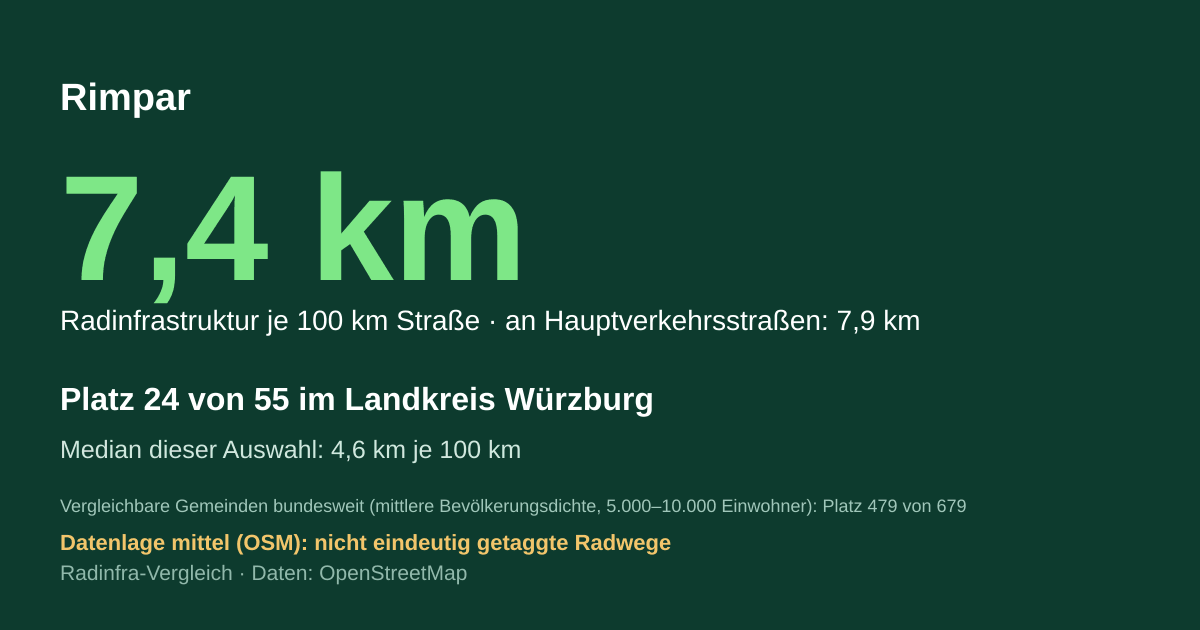 Rimpar
7,4 km
Radinfrastruktur je 100 km Straße · an Hauptverkehrsstraßen: 7,9 km
Platz 24 von 55 im Landkreis Würzburg
Median dieser Auswahl: 4,6 km je 100 km
Vergleichbare Gemeinden bundesweit (mittlere Bevölkerungsdichte, 5.000–10.000 Einwohner): Platz 479 von 679
Datenlage mittel (OSM): nicht eindeutig getaggte Radwege
Radinfra-Vergleich · Daten: OpenStreetMap